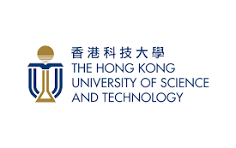 香港科技大學
THE HONG KONG
UNIVERSITY OF SCIENCE
AND TECHNOLOGY